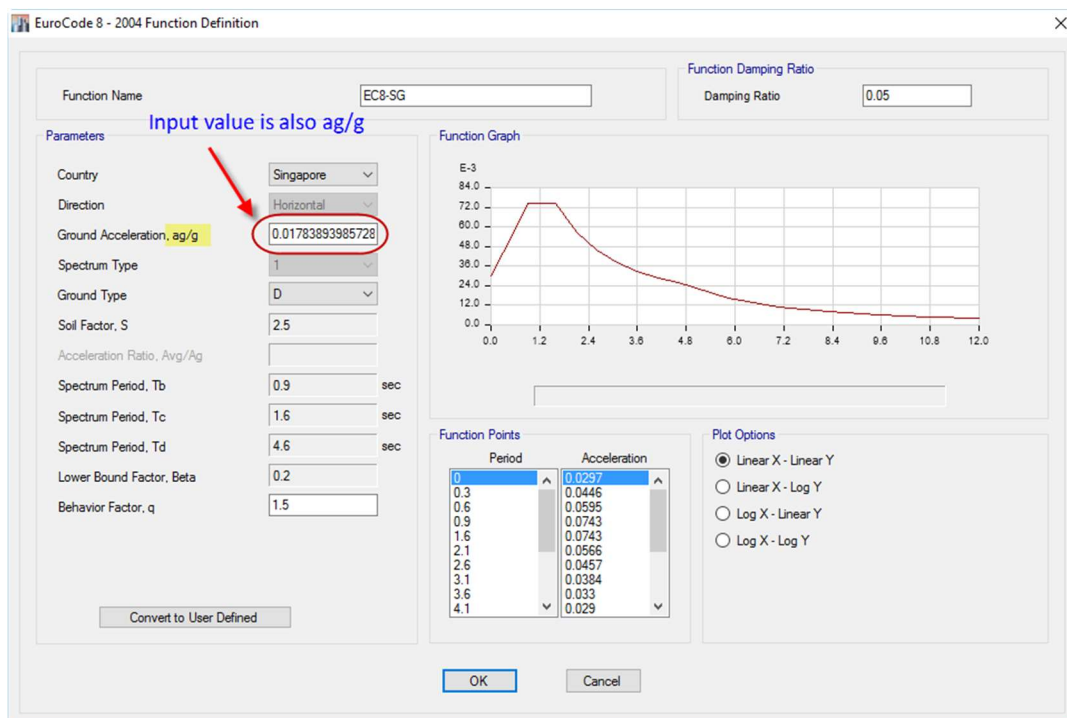 EuroCode 8 - 2004 Function Definition
Function Name
EC8-SG
Function Damping Ratio
Damping Ratio
0.05
Input value is also ag/g
Parameters
Country
Singapore
Direction
Horizontal
Ground Acceleration, ag/g
0.01783893985728
Spectrum Type
1
Ground Type
D
Soil Factor, S
2.5
Acceleration Ratio, Avg/Ag
Spectrum Period, Tb
0.9
sec
Spectrum Period, Tc
1.6
sec
Spectrum Period, Td
4.6
sec
Lower Bound Factor, Beta
0.2
Behavior Factor, q
1.5
Convert to User Defined
Function Graph
E-3
84.0
72.0
60.0
48.0
36.0
24.0
12.0
0.0
0.0 1.2 2.4 3.6 4.8 6.0 7.2 8.4 9.6 10.8 12.0
Function Points
Period Acceleration
0 0.0297
0.3 0.0446
0.6 0.0595
0.9 0.0743
1.6 0.0743
2.1 0.0566
2.6 0.0457
3.1 0.0384
3.6 0.033
4.1 0.029
Plot Options
Linear X - Linear Y
Linear X - Log Y
Log X - Linear Y
Log X - Log Y
OK
Cancel